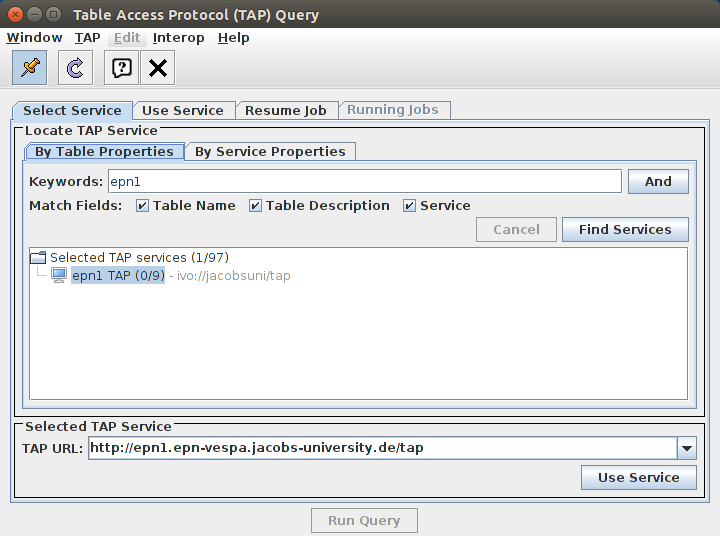 Table Access Protocol (TAP) Query
Window TAP Edit Interop Help
Select Service Use Service Resume Job Running Jobs
Locate TAP Service
By Table Properties By Service Properties
Keywords: epn1 And
Match Fields: Table Name Table Description Service
Cancel Find Services
Selected TAP services (1/97)
epn1 TAP (0/9) - ivo://jacobsuni/tap
Selected TAP Service
TAP URL: http://epn1.epn-vespa.jacobs-university.de/tap
Use Service
Run Query